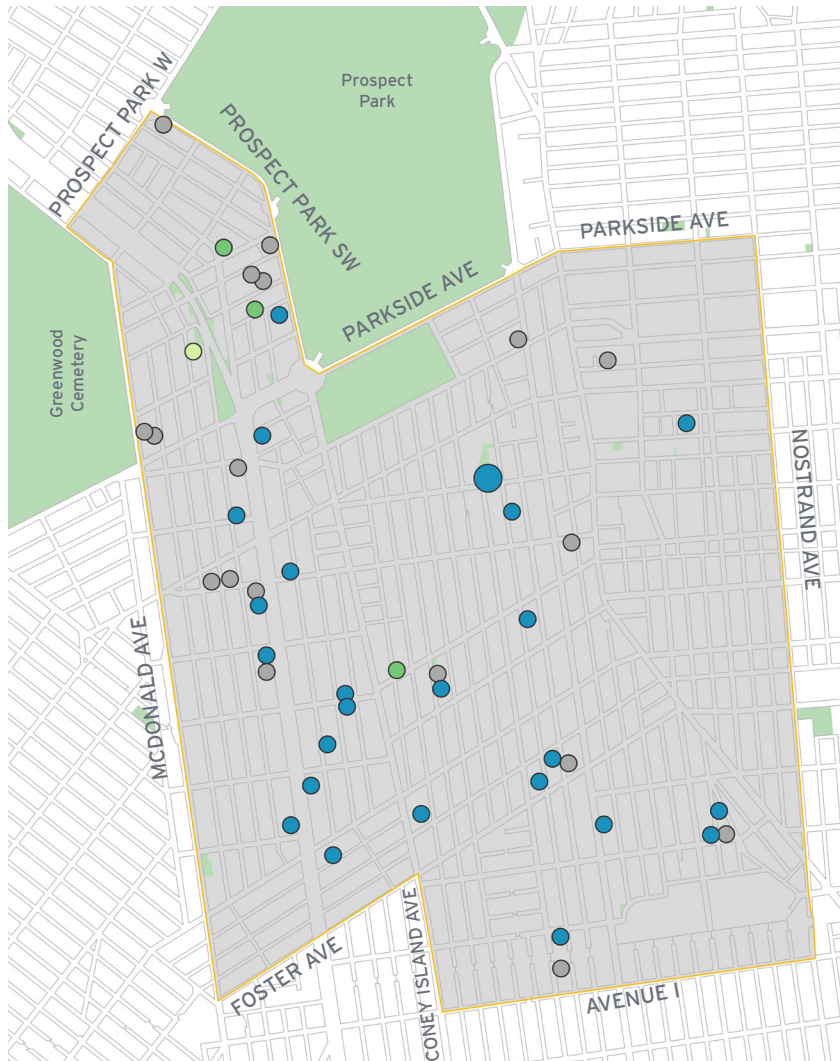 Prospect
Park
PROSPECT PARK W
PROSPECT PARK SW
PARKSIDE AVE
PARKSIDE AVE
Greenwood
Cemetery
NOSTRAND AVE
MCDONALD AVE
CONEY ISLAND AVE
FOSTER AVE
AVENUE I